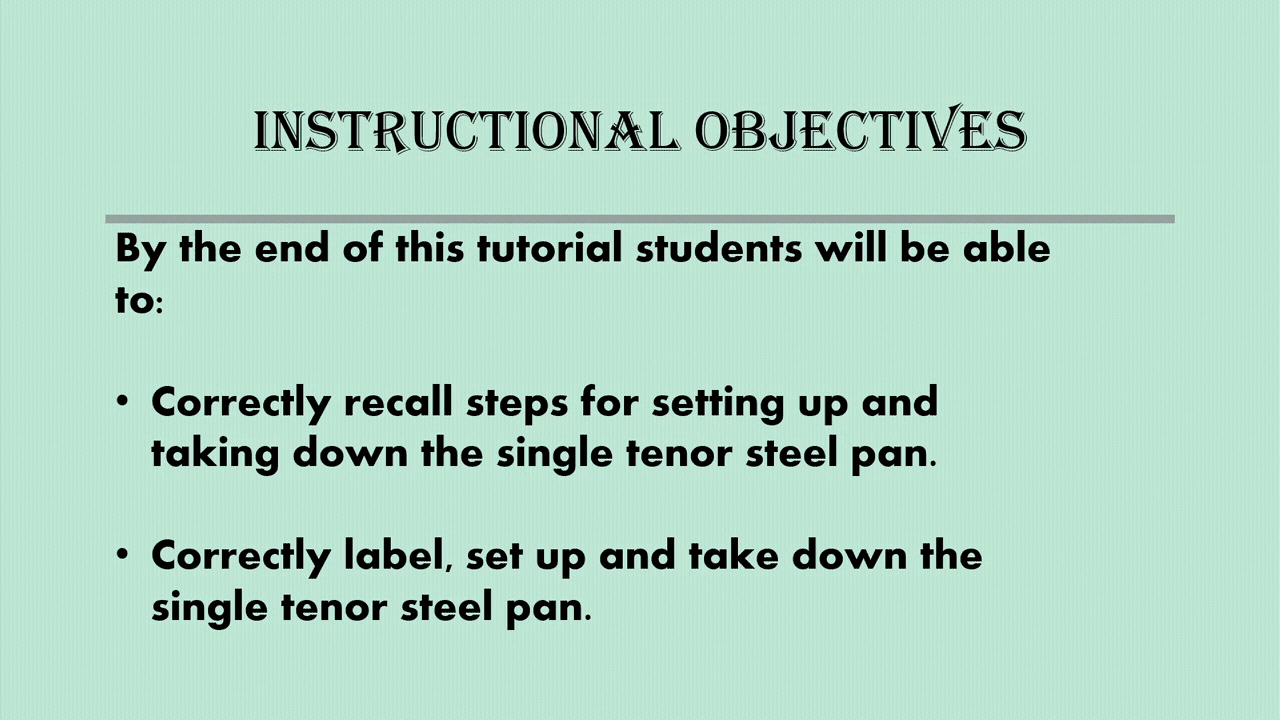 INSTRUCTIONAL OBJECTIVES
By the end of this tutorial students will be able
to:
• Correctly recall steps for setting up and
taking down the single tenor steel pan.
• Correctly label, set up and take down the
single tenor steel pan.